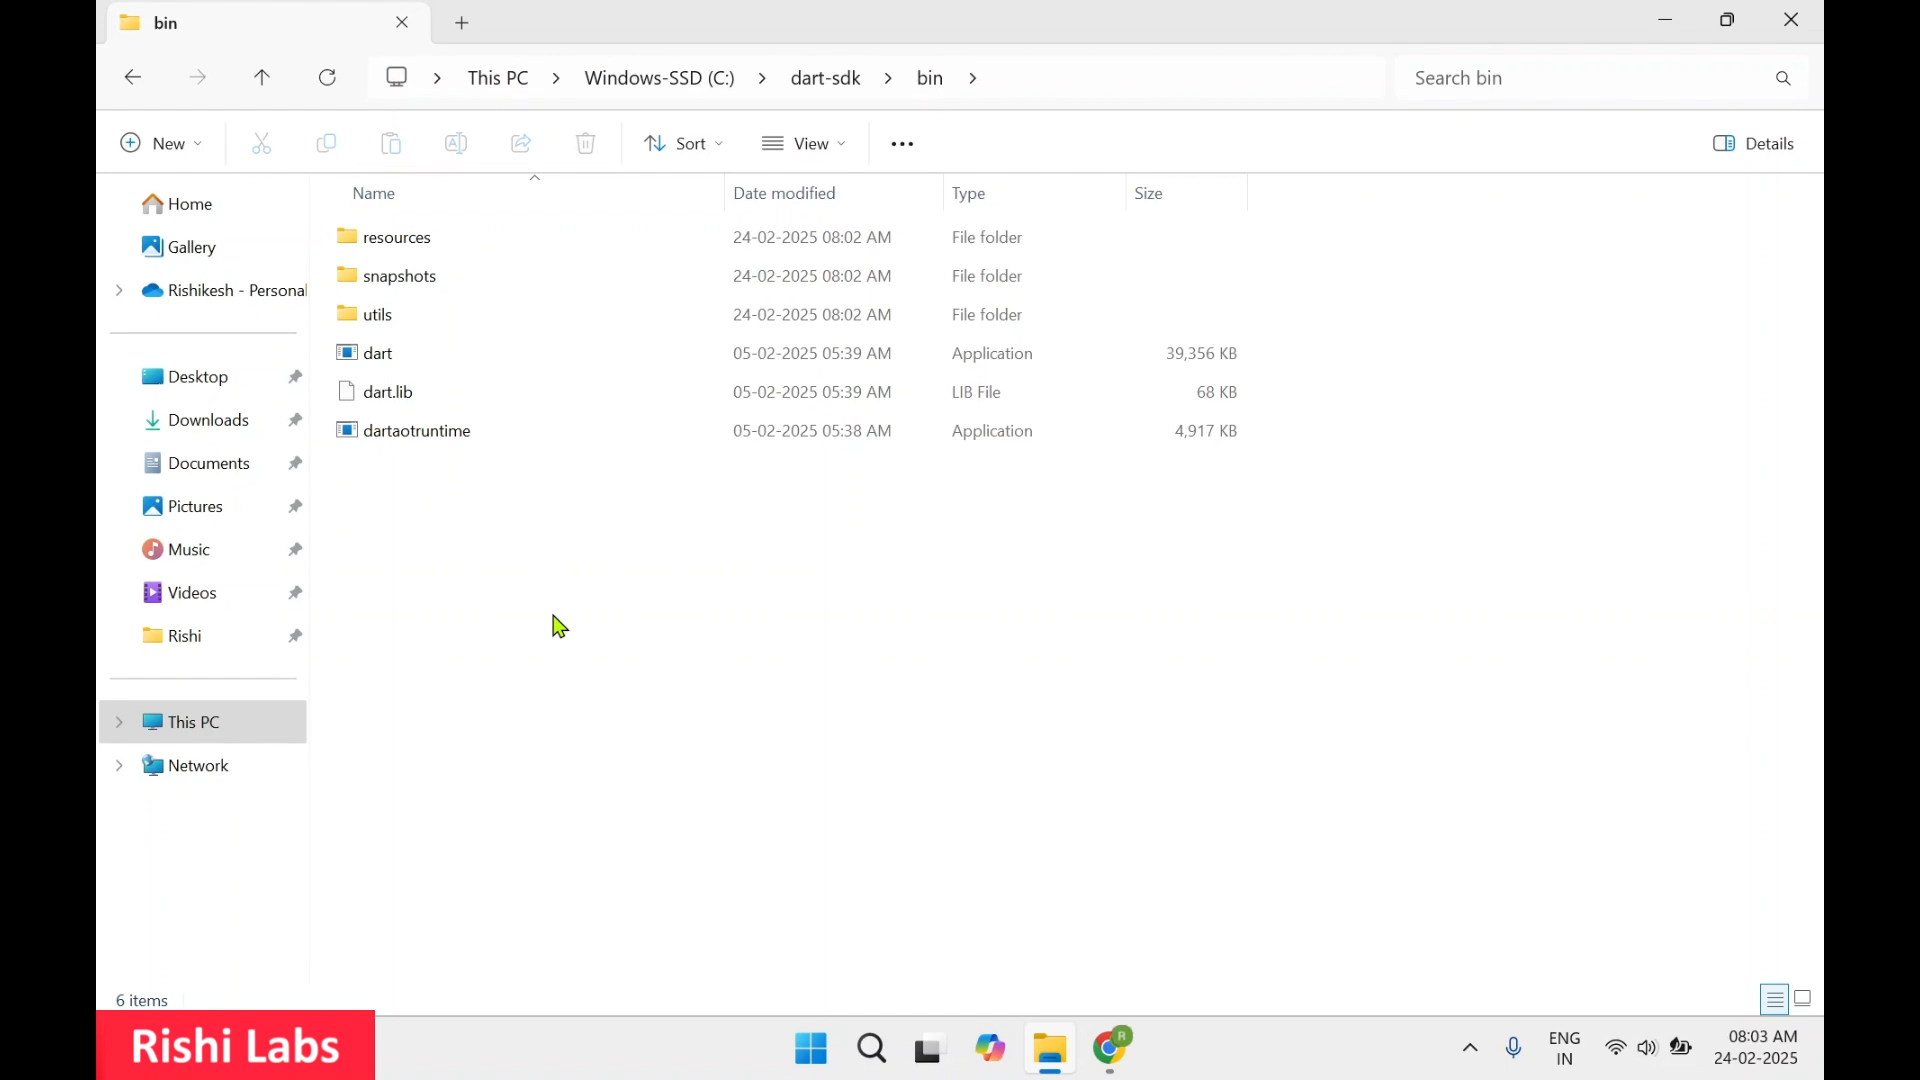 bin
This PC > Windows-SSD (C:) > dart-sdk > bin >
Search bin
New
Sort
View
Details
Name
Date modified
Type
Size
resources 24-02-2025 08:02 AM File folder
snapshots 24-02-2025 08:02 AM File folder
utils 24-02-2025 08:02 AM File folder
dart 05-02-2025 05:39 AM Application 39,356 KB
dart.lib 05-02-2025 05:39 AM LIB File 68 KB
dartaotruntime 05-02-2025 05:38 AM Application 4,917 KB
Home
Gallery
Rishikesh - Personal
Desktop
Downloads
Documents
Pictures
Music
Videos
Rishi
This PC
Network
6 items
Rishi Labs
R
ENG
IN
08:03 AM
24-02-2025